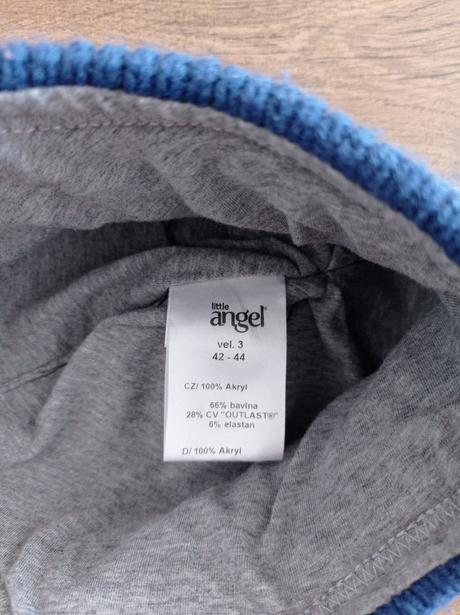 little
angel®
vel. 3
42 - 44
CZ/ 100% Akryl
66% bavlna
28% CV "OUTLAST®"
6% elastan
D/ 100% Akryl